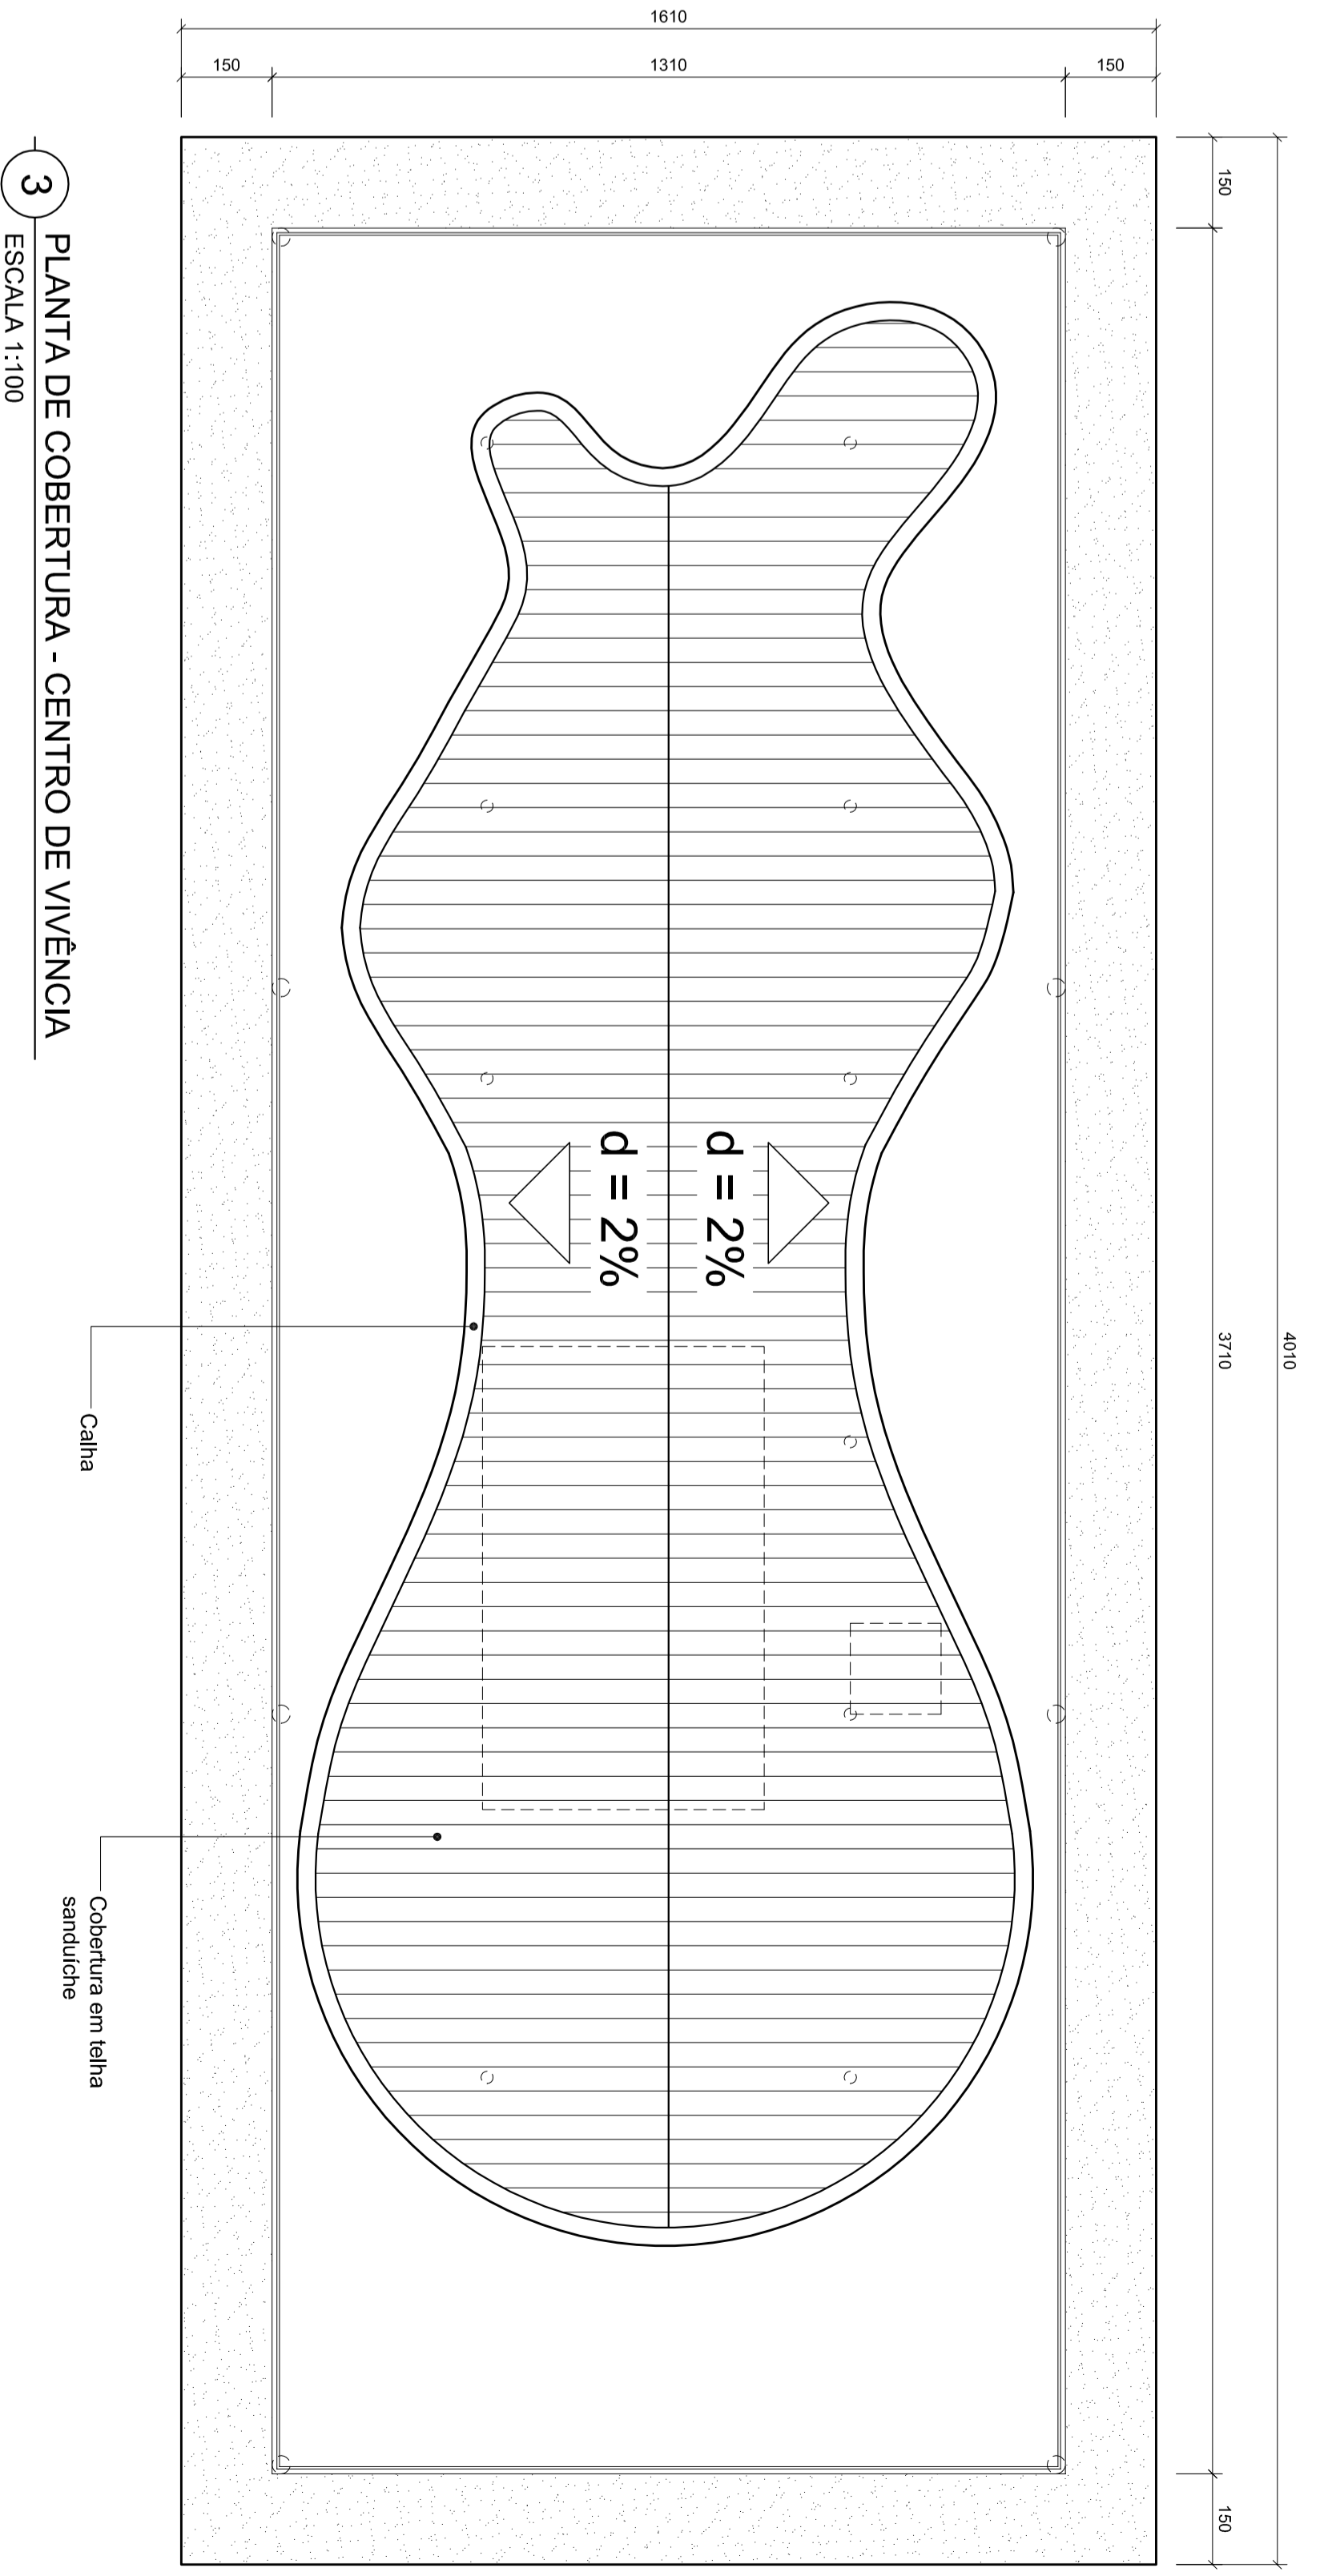 1610
150
1310
150
4010
150
3710
150
d = 2%
d = 2%
Calha
Cobertura em telha
sanduíche
3
PLANTA DE COBERTURA - CENTRO DE VIVÊNCIA
ESCALA 1:100